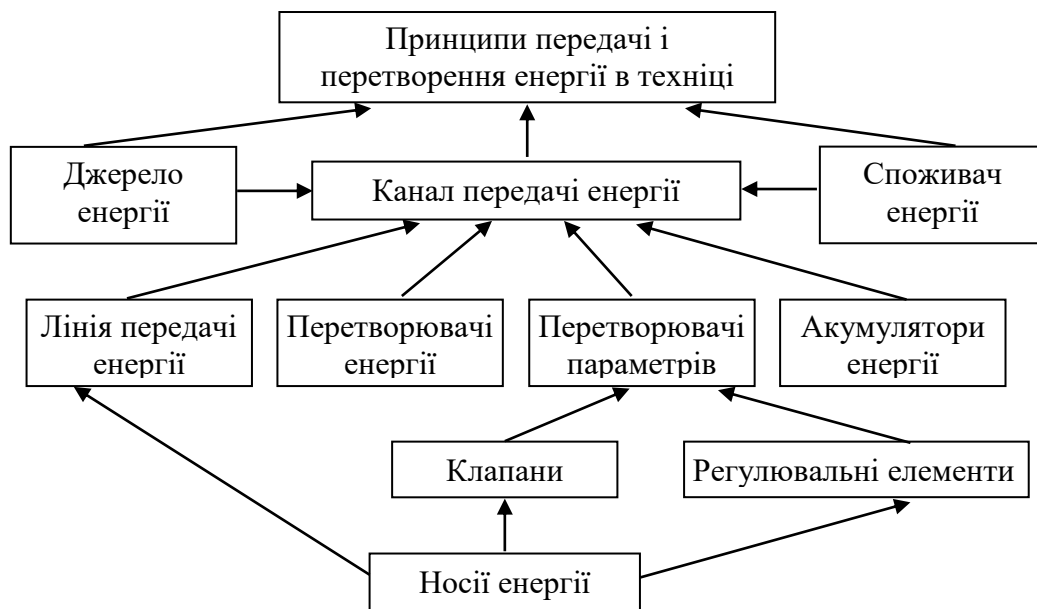 Принципи передачі і
перетворення енергії в техніці
Джерело
енергії
Канал передачі енергії
Споживач
енергії
Лінія передачі
енергії
Перетворювачі
енергії
Перетворювачі
параметрів
Акумулятори
енергії
Клапани
Регулювальні елементи
Носії енергії